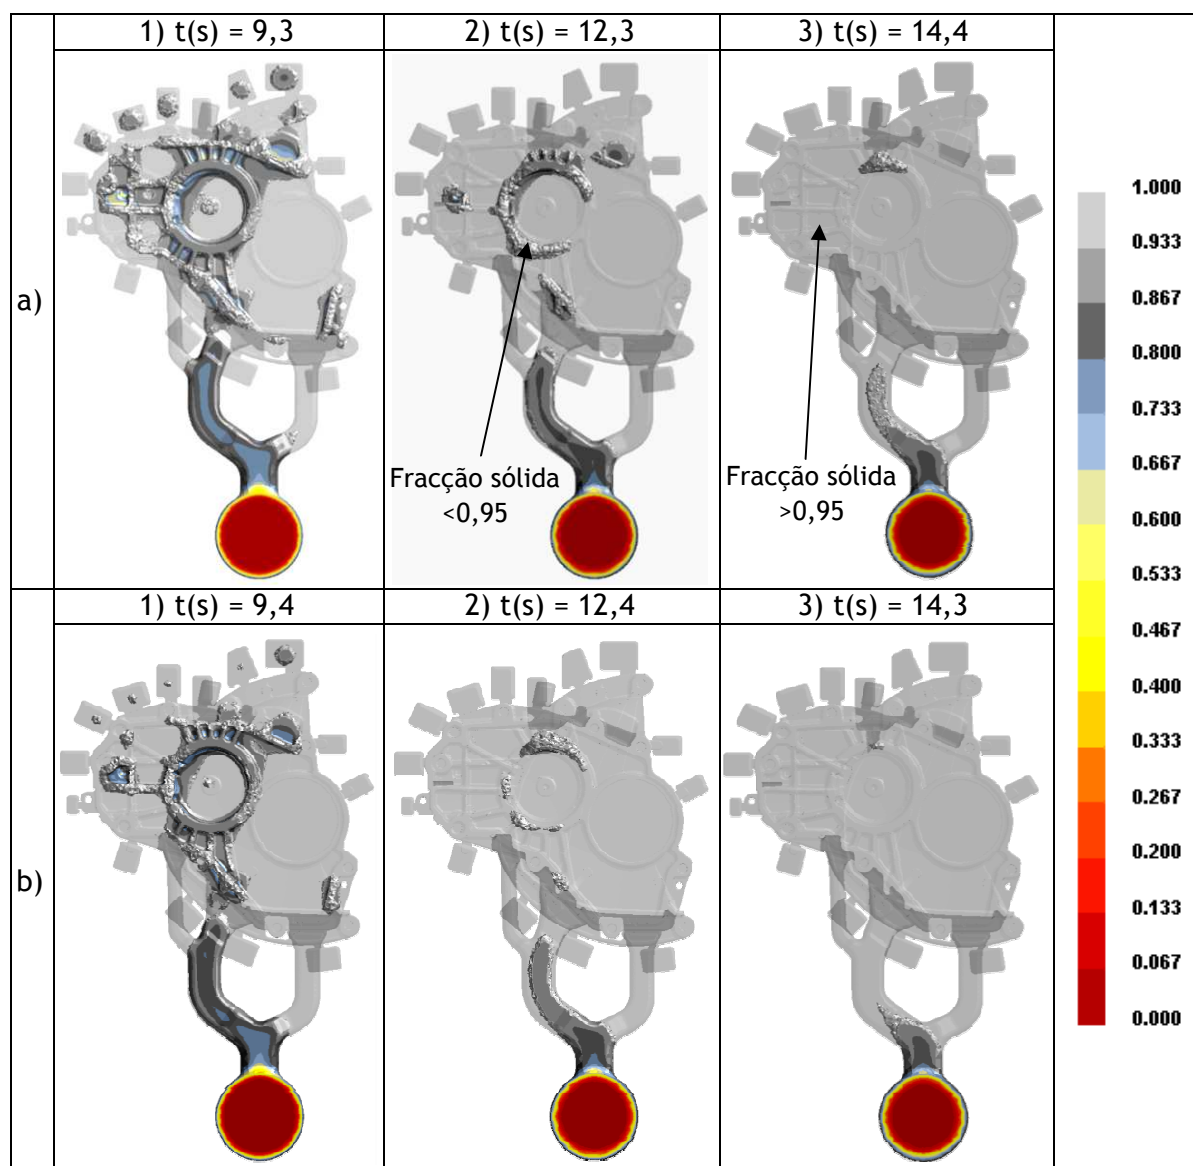 1) t(s) = 9,3
2) t(s) = 12,3
3) t(s) = 14,4
a)
Fracção sólida
<0,95
Fracção sólida
>0,95
1) t(s) = 9,4
2) t(s) = 12,4
3) t(s) = 14,3
b)
1.000
0.933
0.867
0.800
0.733
0.667
0.600
0.533
0.467
0.400
0.333
0.267
0.200
0.133
0.067
0.000